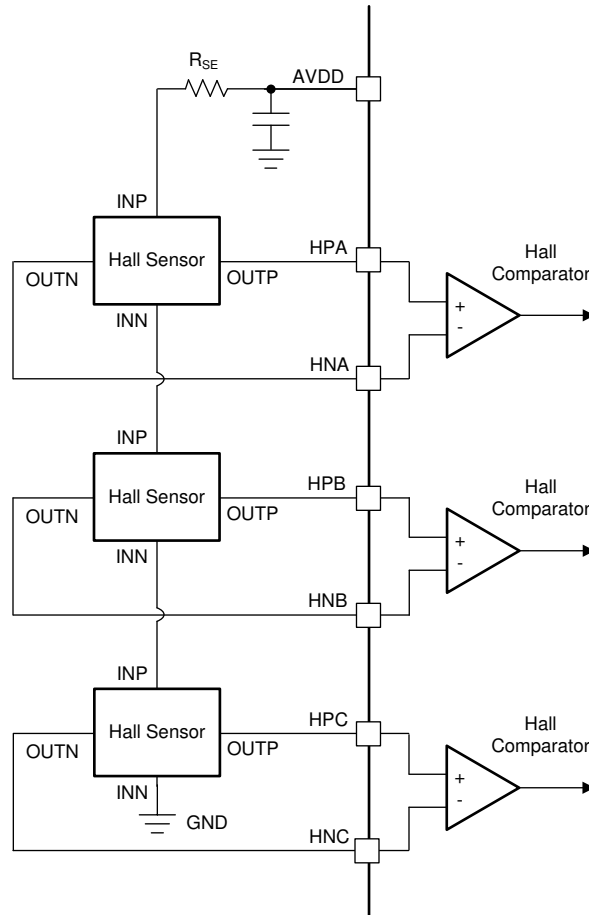 RSE
AVDD
INP
Hall Sensor
OUTN
OUTP
INN
HPA
HNA
+
-
Hall
Comparator
INP
Hall Sensor
OUTN
OUTP
INN
HPB
HNB
+
-
Hall
Comparator
INP
Hall Sensor
OUTN
OUTP
INN
GND
HPC
HNC
+
-
Hall
Comparator